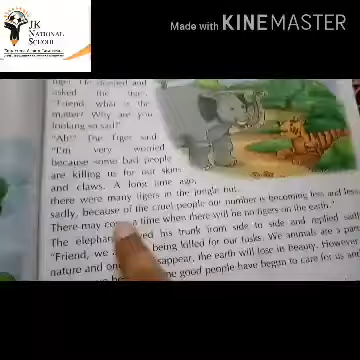 JK
NATIONAL
SCHOOL
Made with KINEMASTER
tiger. He stopped and
asked the tiger,
"Friend what is the
matter? Why are you
looking so sad?"
"Ah!" The tiger said
"I'm very worried
because some bad people
are killing us for our skins
and claws. A long time ago,
there were many tigers in the jungle but
sadly, because of the cruel people our number is becoming less and less.
There may come a time when there will be no tigers on the earth."
The elephant his trunk from side to side and replied sadly
"Friend, we being killed for our tusks. We animals are a part
nature and disappear, the earth will lose its Beauty. However
good people have begun to care for us and